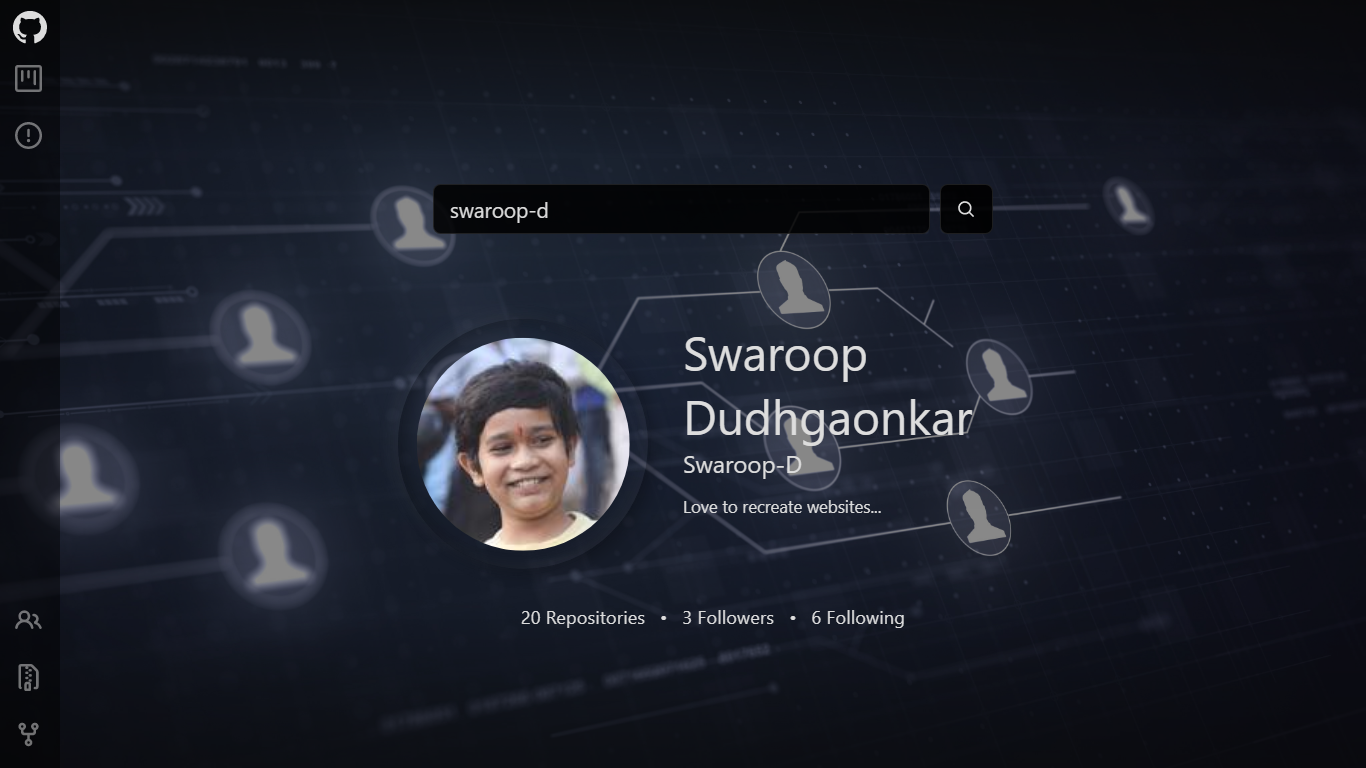 swaroop-d
Swaroop
Dudhgaonkar
Swaroop-D
Love to recreate websites...
20 Repositories • 3 Followers • 6 Following